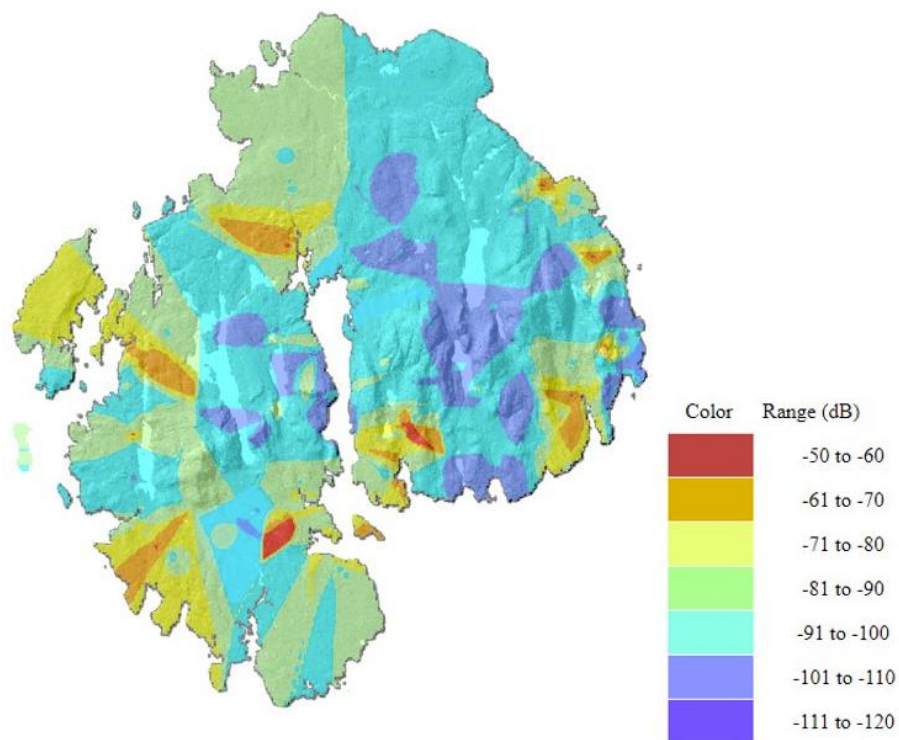 Color Range (dB)
-50 to -60
-61 to -70
-71 to -80
-81 to -90
-91 to -100
-101 to -110
-111 to -120